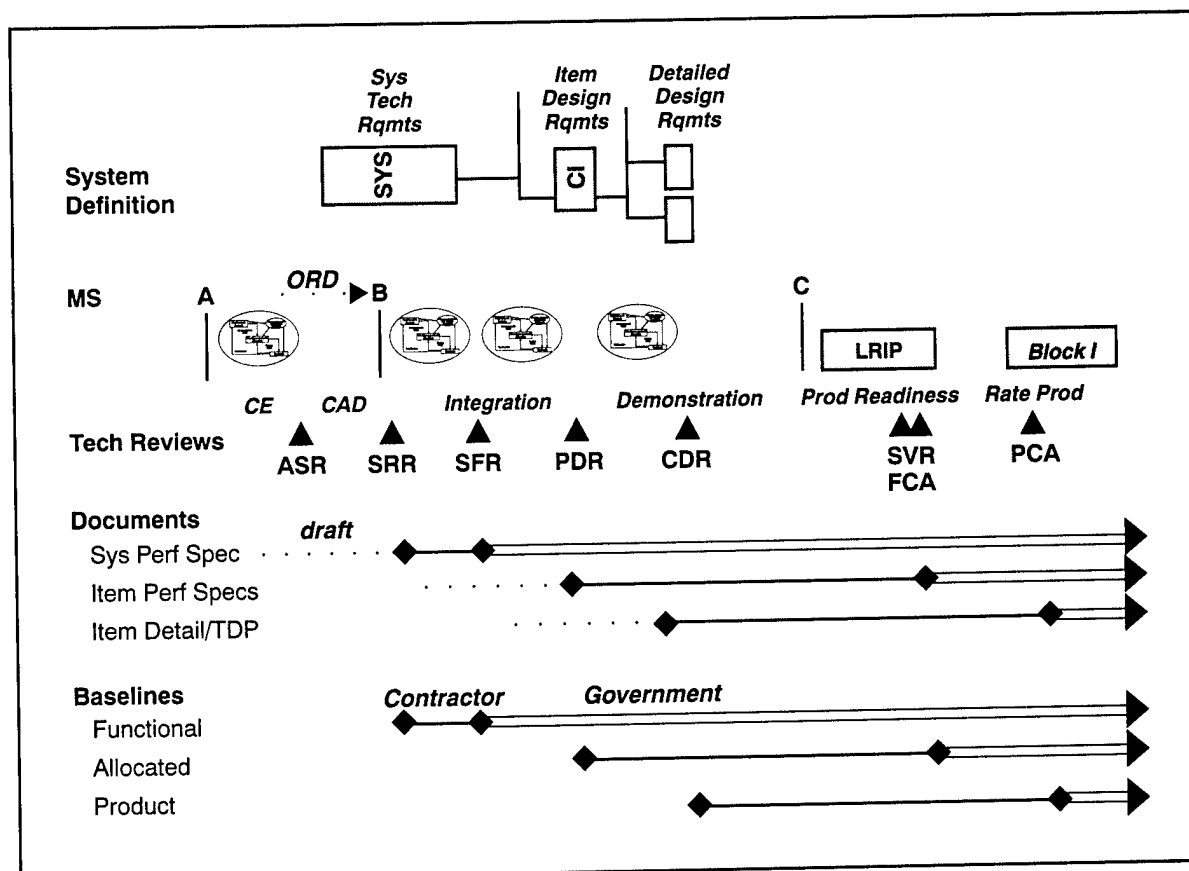 Sys
Tech
Rqmts
Item
Design
Rqmts
Detailed
Design
Rqmts
System
Definition
SYS
CI
MS
A
ORD
B
C
LRIP
Block I
CE
CAD
Integration
Demonstration
Prod Readiness
Rate Prod
Tech Reviews
ASR
SRR
SFR
PDR
CDR
SVR
FCA
PCA
Documents
draft
Sys Perf Spec
Item Perf Specs
Item Detail/TDP
Baselines
Contractor
Government
Functional
Allocated
Product